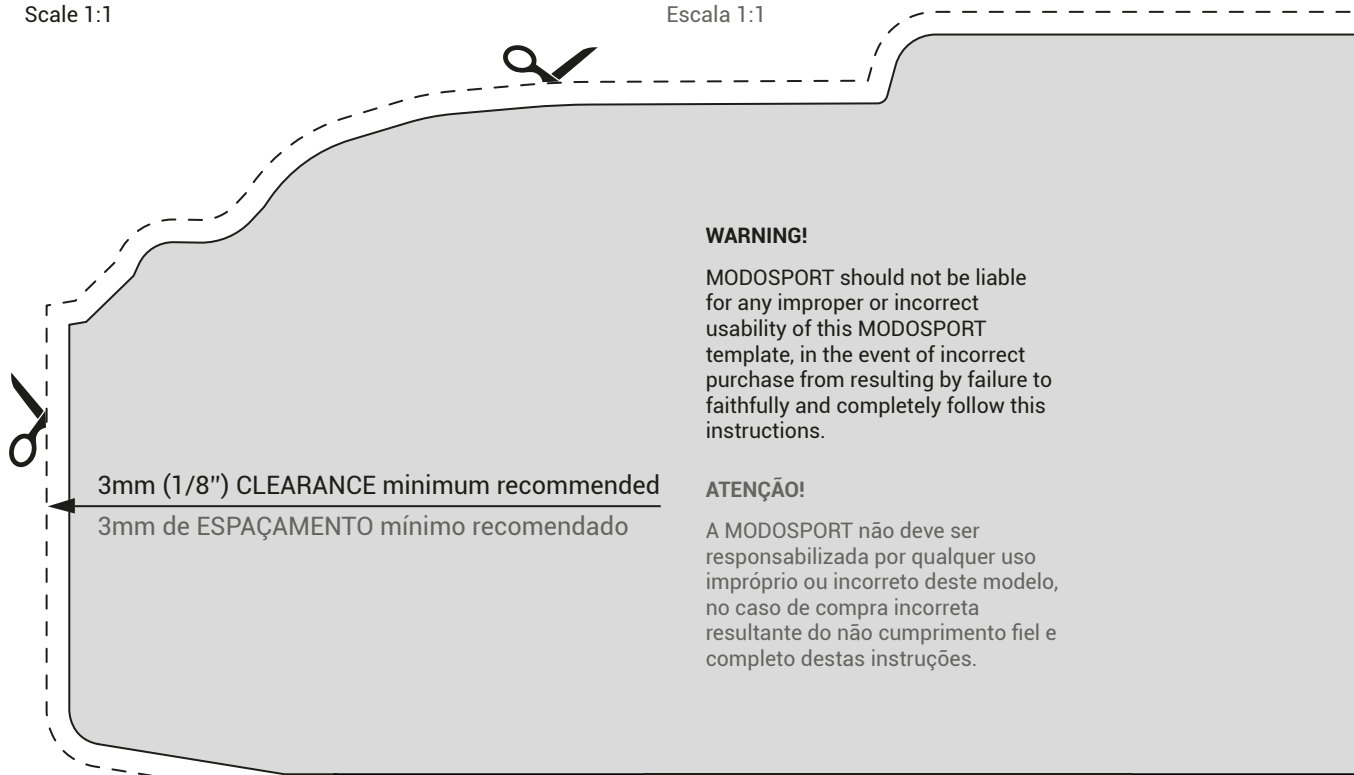 Scale 1:1
Escala 1:1
WARNING!
MODOSPORT should not be liable
for any improper or incorrect
usability of this MODOSPORT
template, in the event of incorrect
purchase from resulting by failure to
faithfully and completely follow this
instructions.
3mm (1/8") CLEARANCE minimum recommended
3mm de ESPAÇAMENTO mínimo recomendado
ATENÇÃO!
A MODOSPORT não deve ser
responsabilizada por qualquer uso
impróprio ou incorreto deste modelo,
no caso de compra incorreta
resultante do não cumprimento fiel e
completo destas instruções.